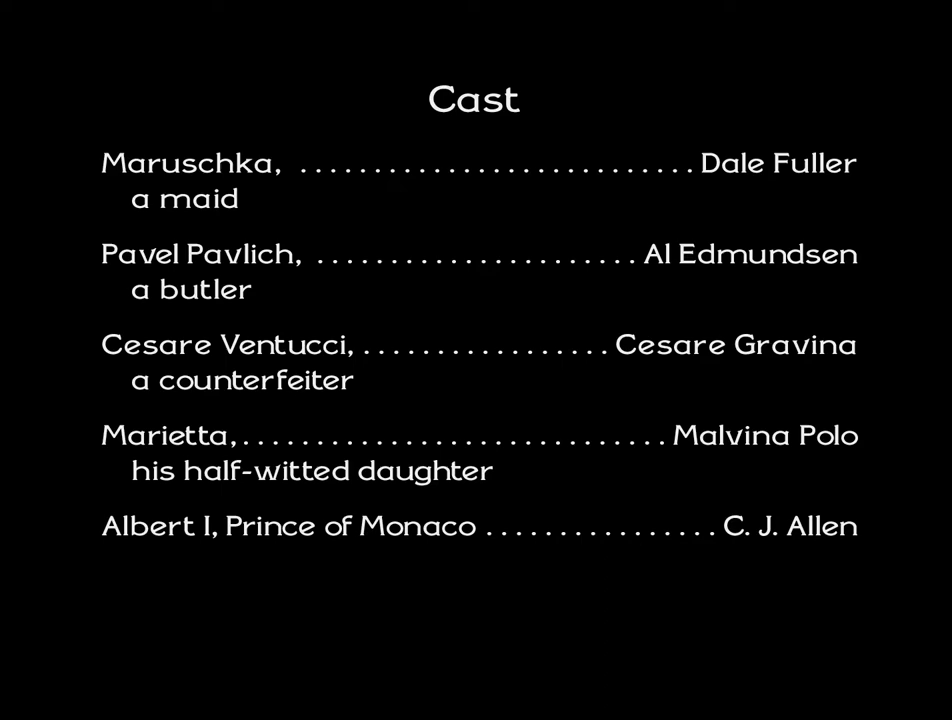 Cast
Maruschka, ........................... Dale Fuller
a maid
Pavel Pavlich, ...................... Al Edmundsen
a butler
Cesare Ventucci, ................. Cesare Gravina
a counterfeiter
Marietta, ............................. Malvina Polo
his half-witted daughter
Albert I, Prince of Monaco ................ C. J. Allen